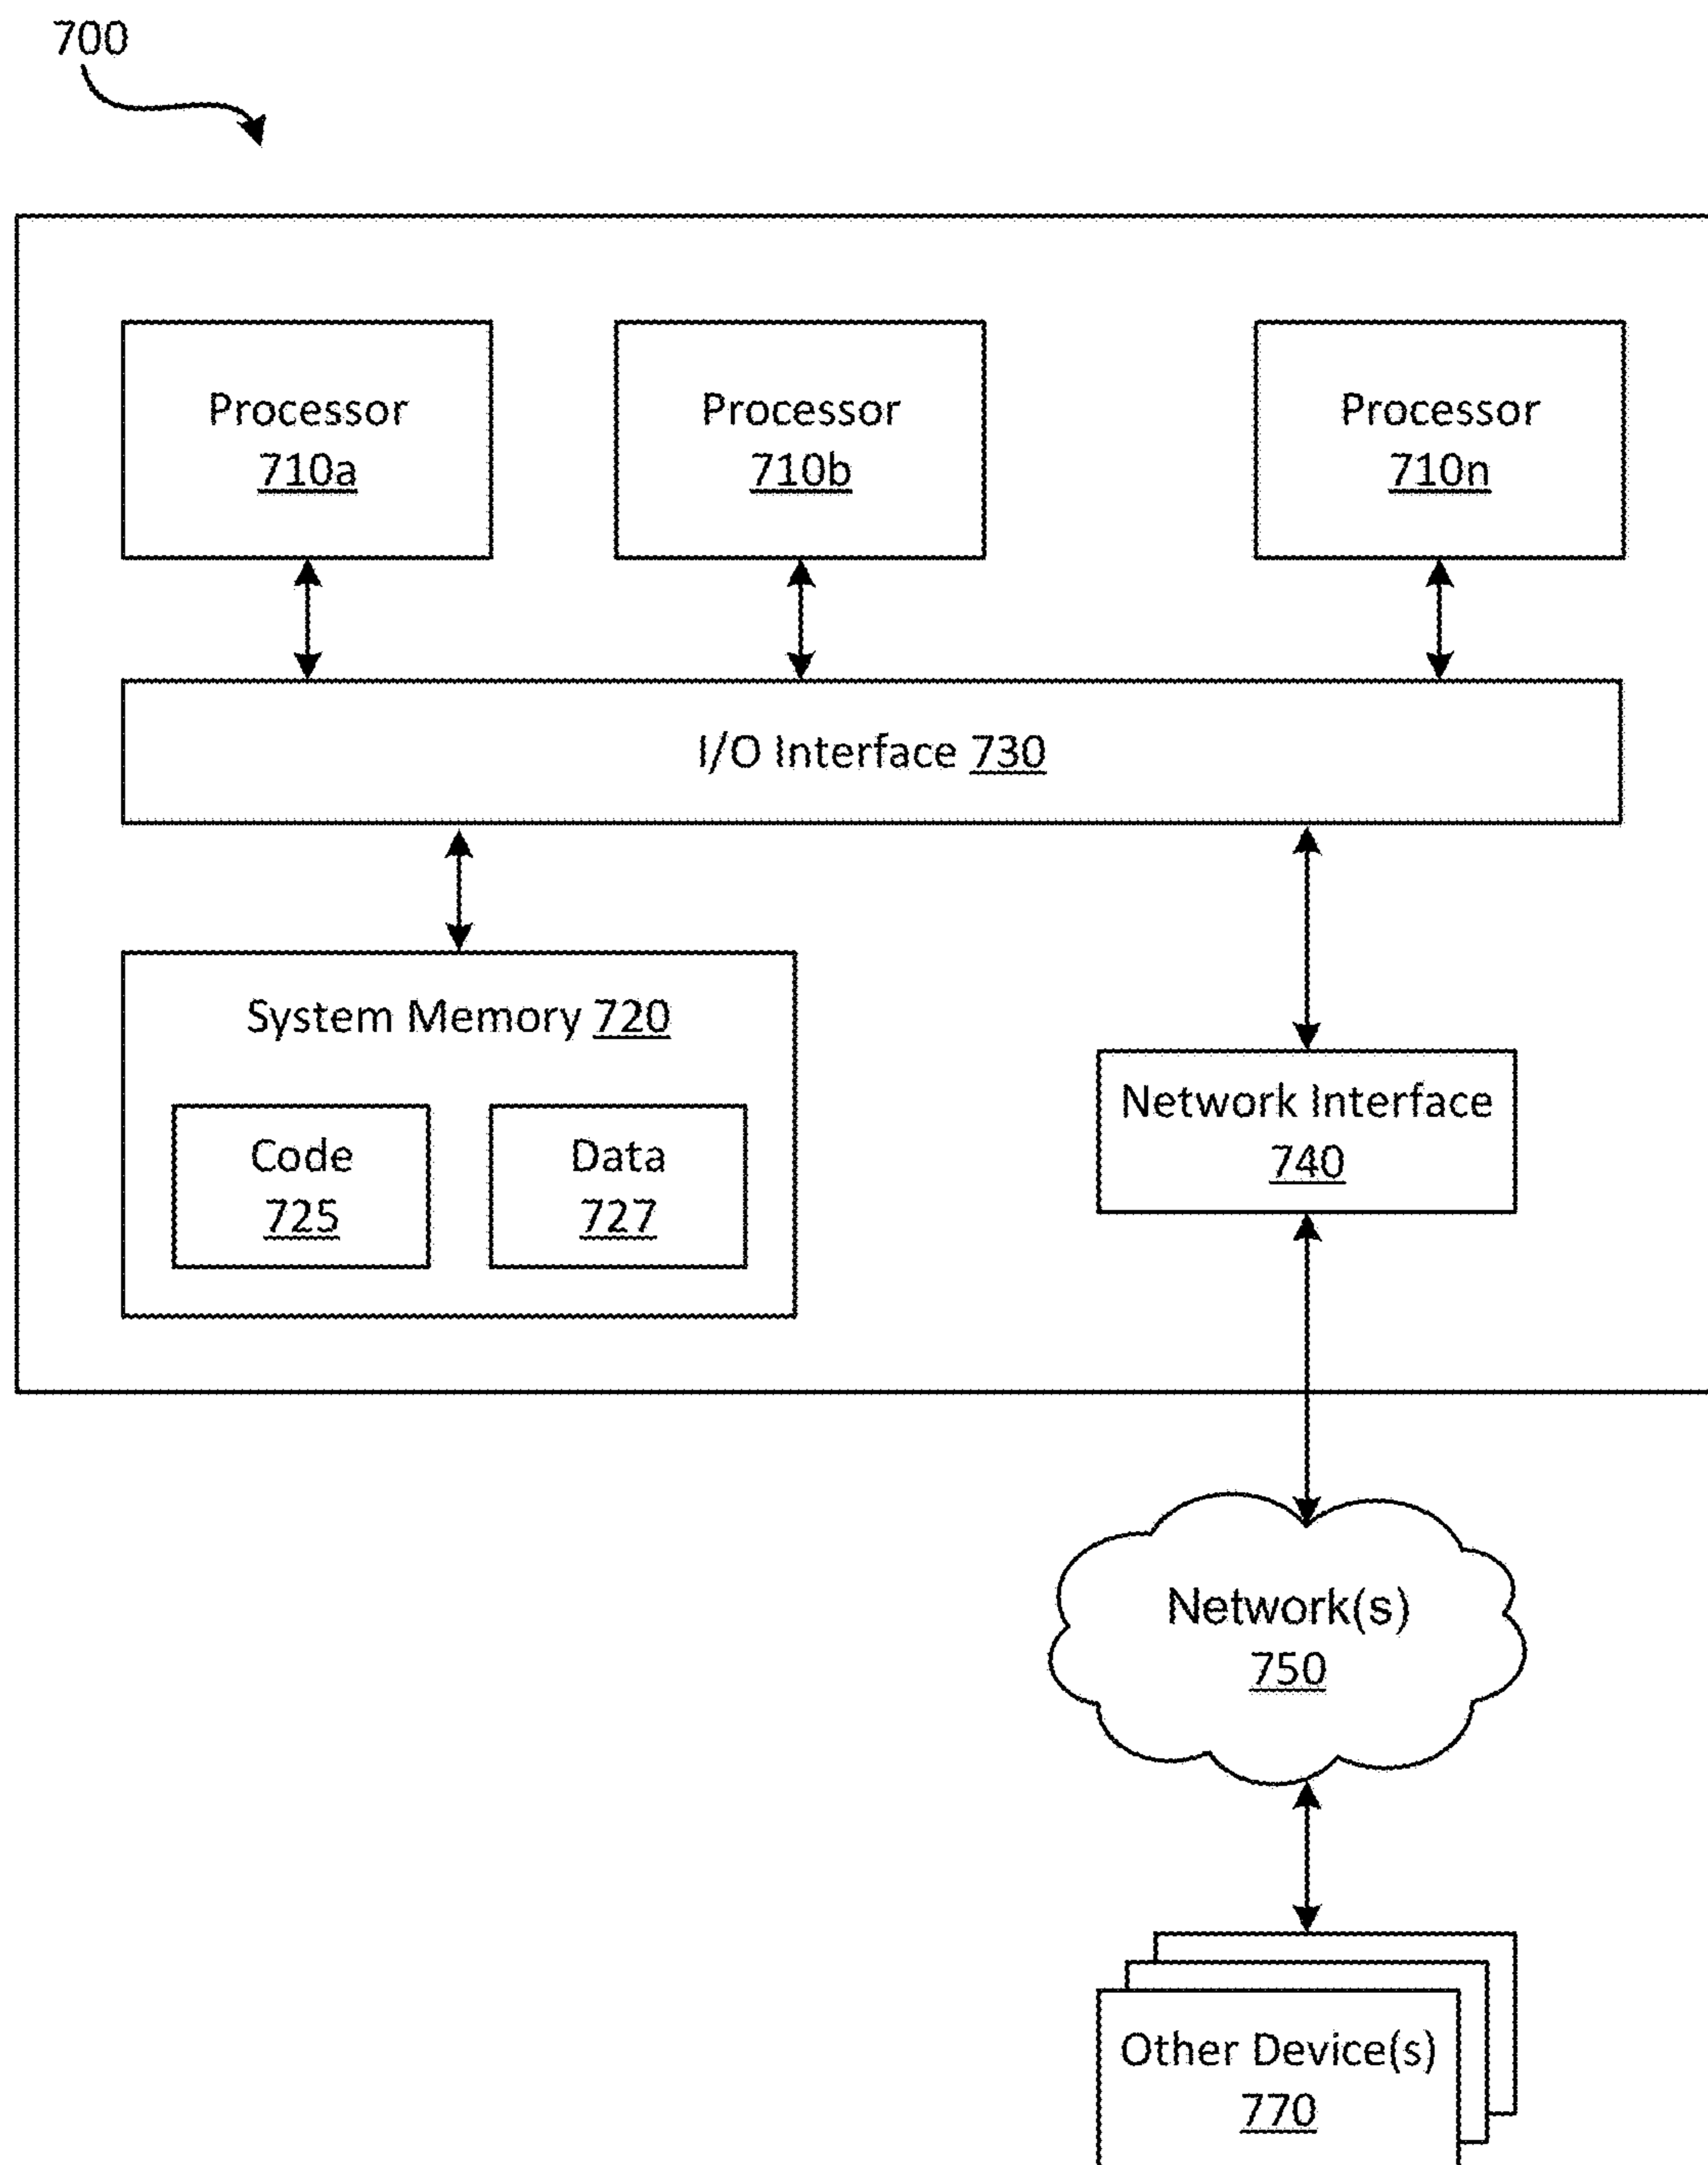 700
Processor
710a
Processor
710b
Processor
710n
I/O Interface 730
System Memory 720
Code
725
Data
727
Network Interface
740
Network(s)
750
Other Device(s)
770